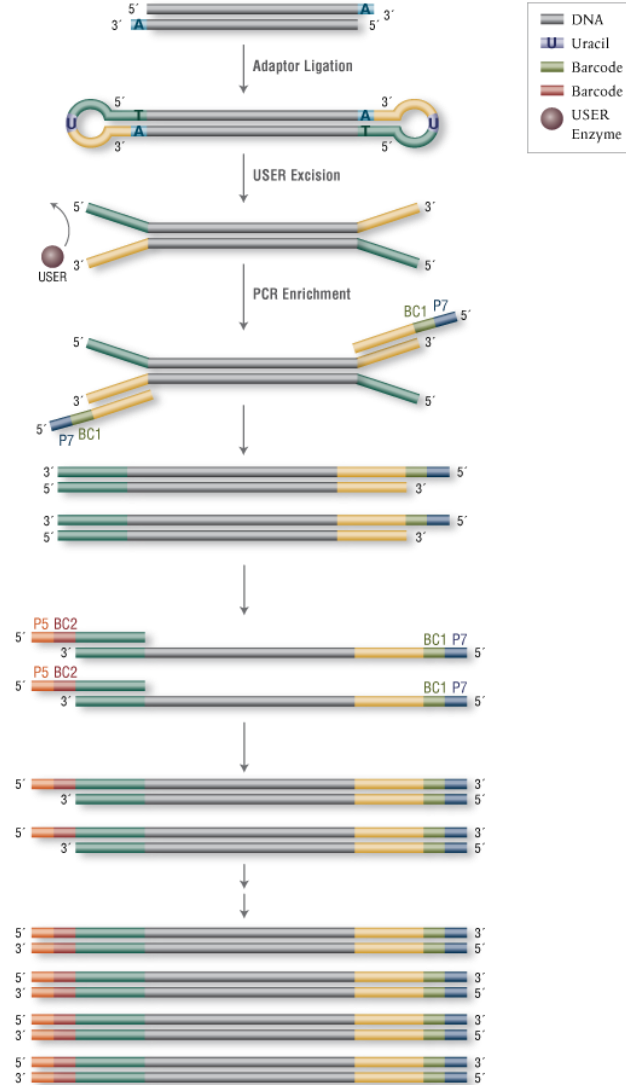 5´ A 3´
3´ A 5´
DNA
U Uracil
Barcode
Barcode
USER
Enzyme
Adaptor Ligation
5´ 3´
T A
U U
A T
3´ 5´
USER Excision
5´ 3´
USER
3´ 5´
PCR Enrichment
BC1 P7 5´
5´ 3´
3´ 5´
5´ P7 BC1
3´ 5´
5´ 3´
3´ 5´
5´ 3´
P5 BC2
5´
BC1 P7
3´ 5´
P5 BC2
5´
BC1 P7
3´ 5´
5´ 3´
3´ 5´
5´ 3´
3´ 5´
5´ 3´
3´ 5´
5´ 3´
3´ 5´
5´ 3´
3´ 5´
5´ 3´
3´ 5´